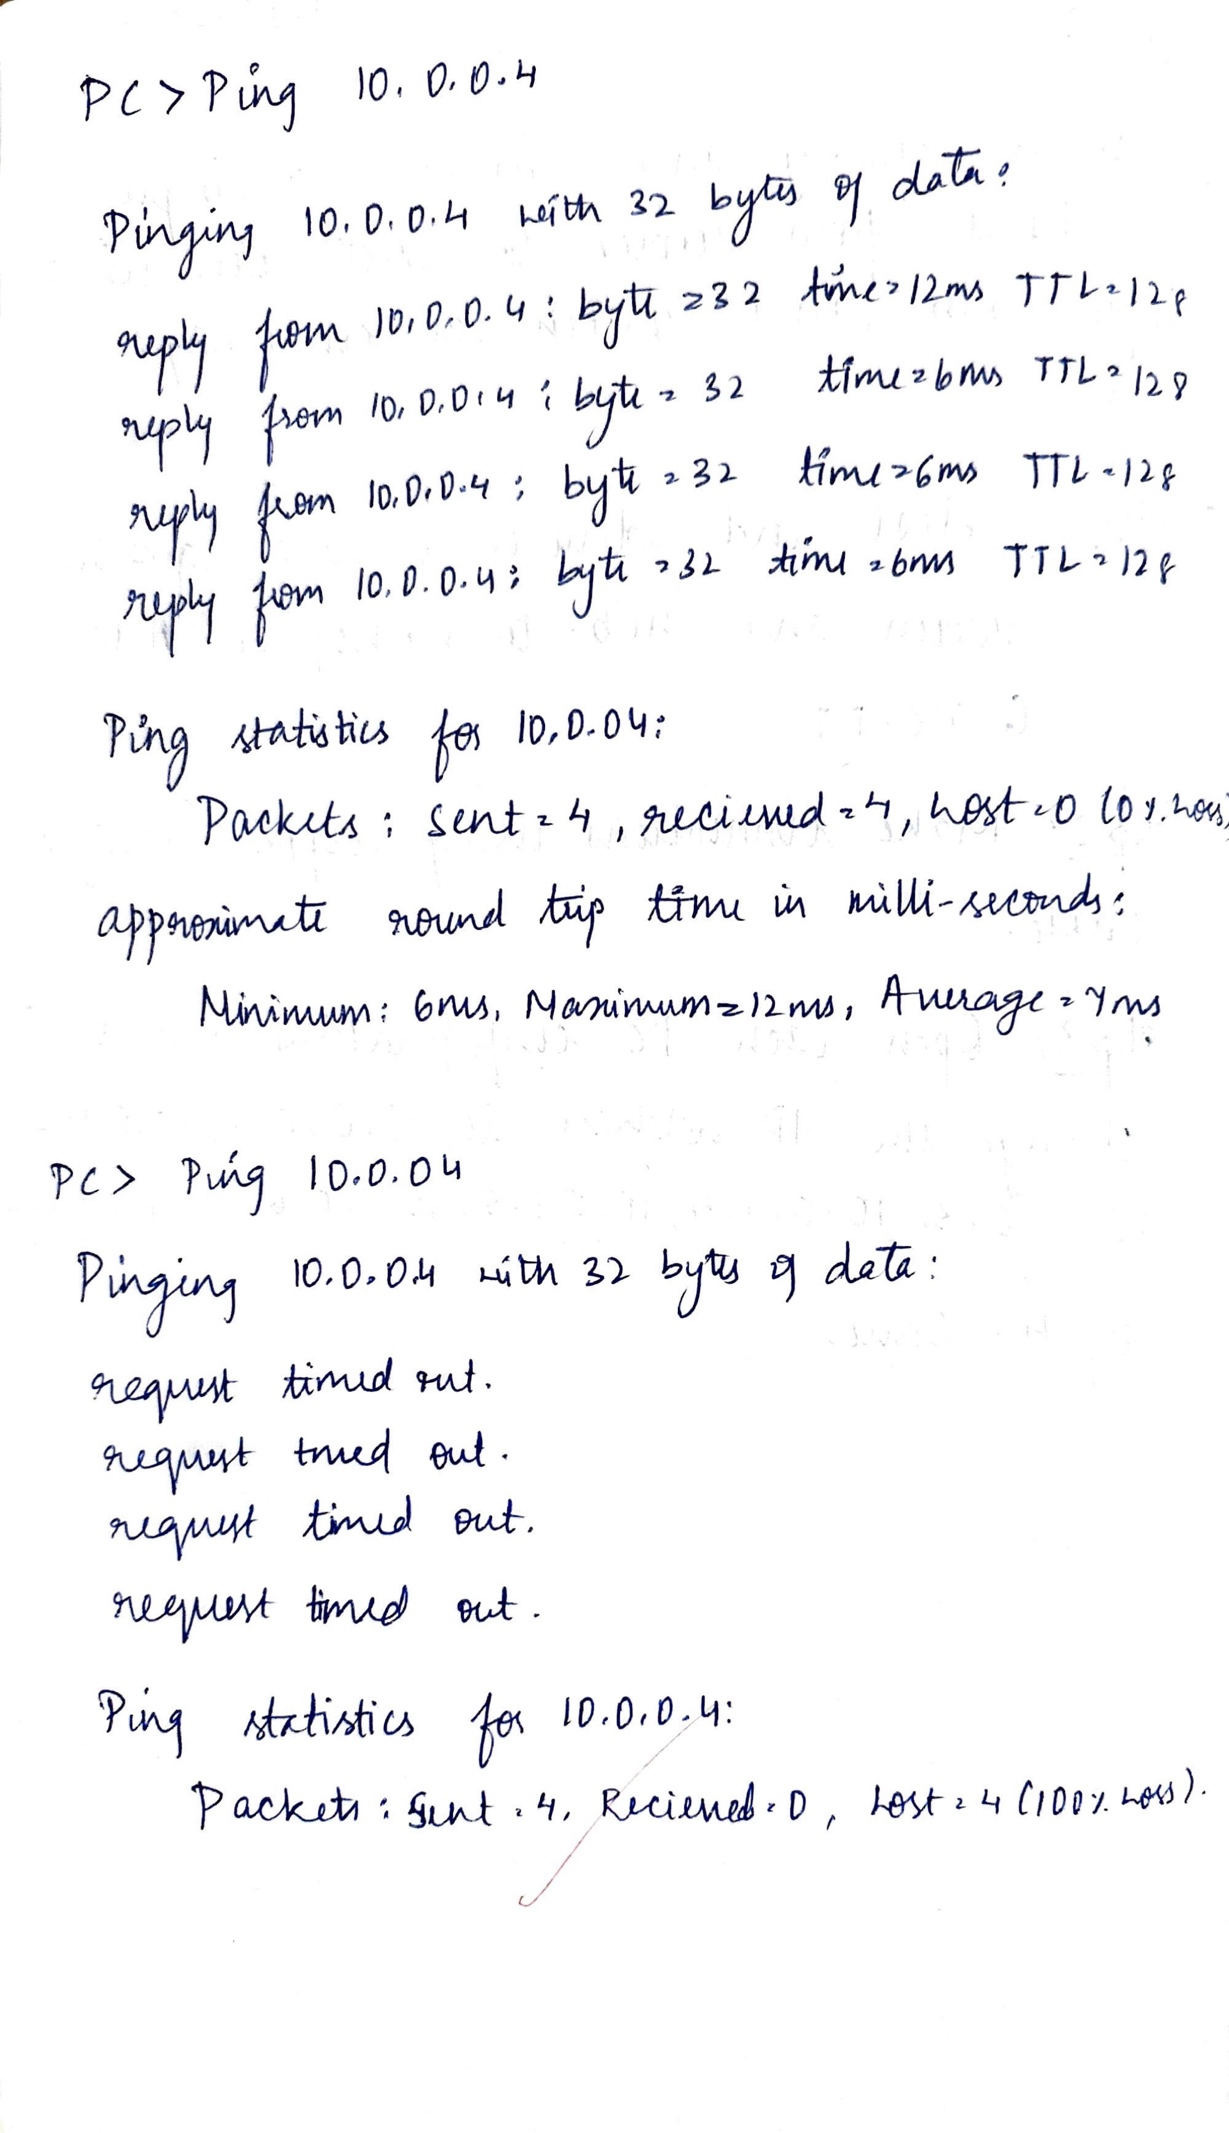 PC> Ping 10.0.0.4
Pinging 10.0.0.4 with 32 bytes of data:
reply from 10.0.0.4: byte =32 time=12ms TTL=128
reply from 10.0.0.4: byte = 32 time=6ms TTL=128
reply from 10.0.0.4: byte =32 time=6ms TTL=128
reply from 10.0.0.4: byte =32 time =6ms TTL=128
Ping statistics for 10.0.04:
Packets: Sent=4, recieved=4, Lost=0 (0% Loss)
approximate round trip time in milli-seconds:
Minimum: 6ms, Maximum=12ms, Average=7ms
PC> Ping 10.0.04
Pinging 10.0.0.4 with 32 bytes of data:
request timed out.
request timed out.
request timed out.
request timed out.
Ping statistics for 10.0.0.4:
Packets: Sent=4, Recieved=0, Lost=4 (100% Loss).